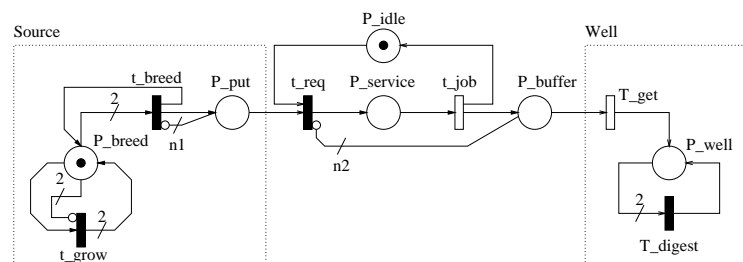 P_idle
Source
Well
t_breed
P_put
t_req
P_service
t_job
P_buffer
T_get
2
P_breed
n1
n2
P_well
2
2
2
T_digest
t_grow